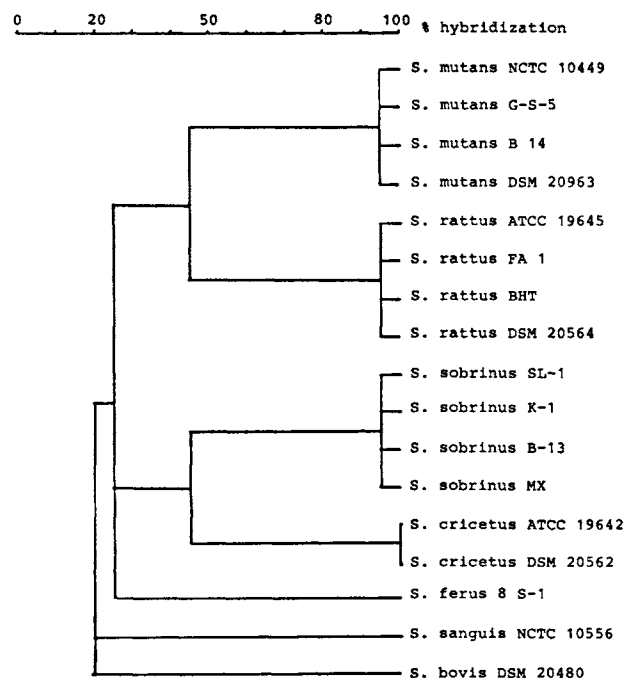 0 20 50 80 100 % hybridization
S. mutans NCTC 10449
S. mutans G-S-5
S. mutans B 14
S. mutans DSM 20963
S. rattus ATCC 19645
S. rattus FA 1
S. rattus BHT
S. rattus DSM 20564
S. sobrinus SL-1
S. sobrinus K-1
S. sobrinus B-13
S. sobrinus MX
S. cricetus ATCC 19642
S. cricetus DSM 20562
S. ferus 8 S-1
S. sanguis NCTC 10556
S. bovis DSM 20480